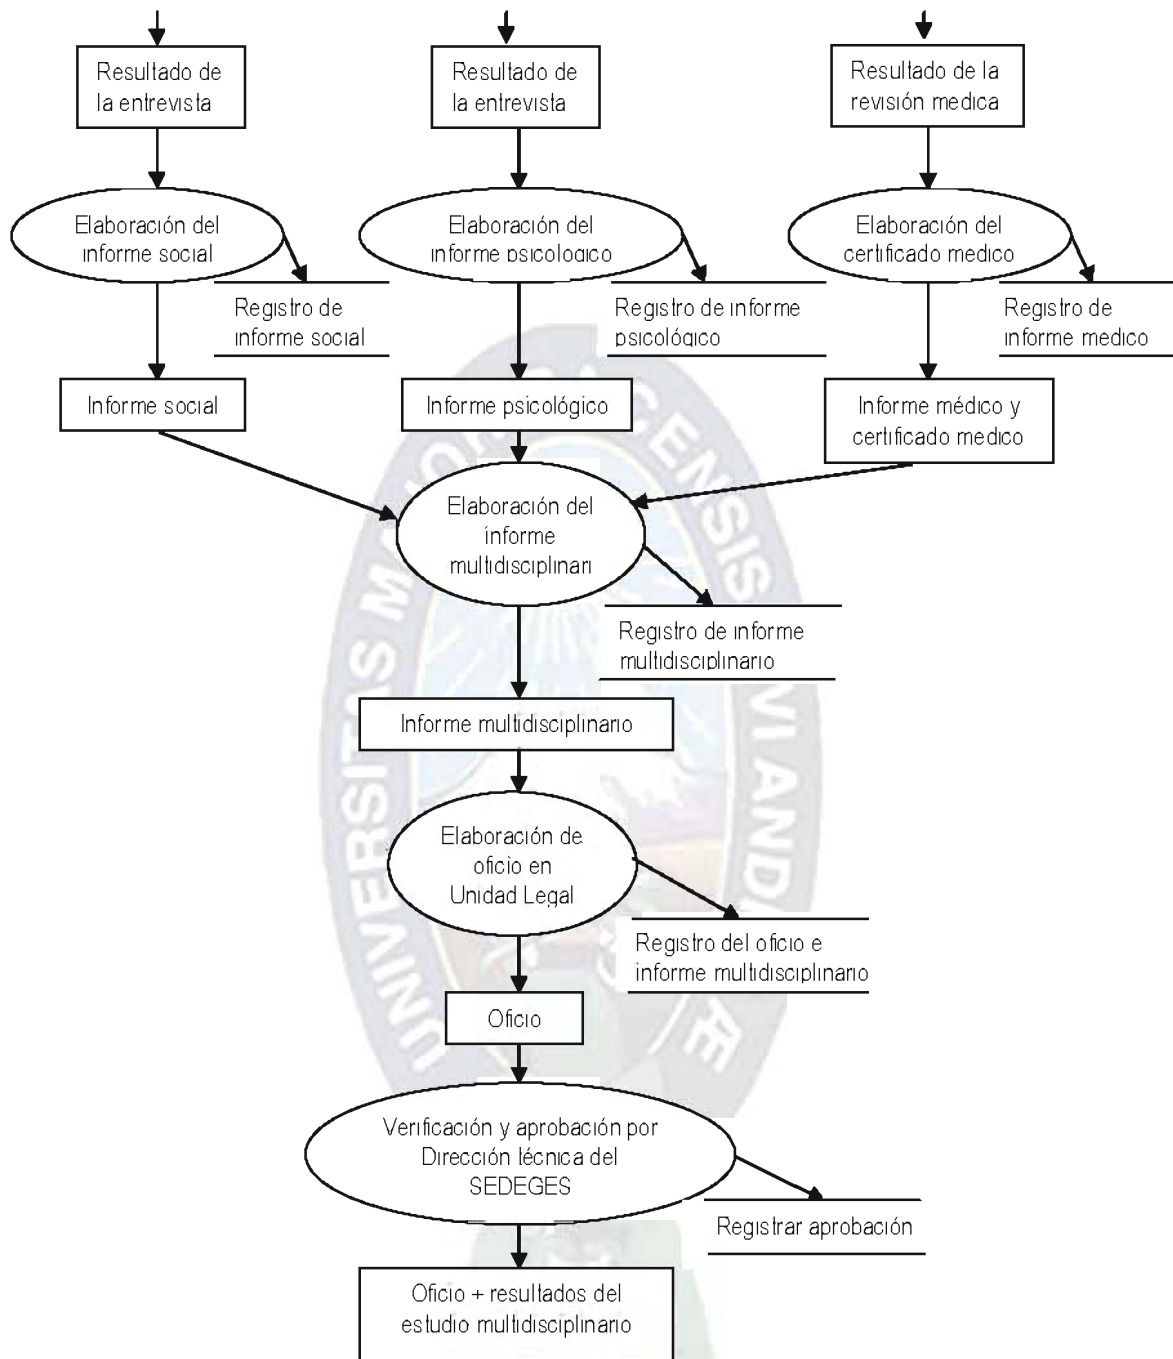 Resultado de
la entrevista
Resultado de
la entrevista
Resultado de la
revisión medica
Elaboración del
informe social
Elaboración del
informe psicologico
Elaboración del
certificado medico
Registro de
informe social
Registro de informe
psicológico
Registro de
informe medico
Informe social
Informe psicológico
Informe médico y
certificado medico
Elaboración del
informe
multidisciplinari
Registro de informe
multidisciplinario
Informe multidisciplinario
Elaboración de
oficio en
Unidad Legal
Registro del oficio e
informe multidisciplinario
Oficio
Verificación y aprobación por
Dirección técnica del
SEDEGES
Registrar aprobación
Oficio + resultados del
estudio multidisciplinario
UNIVERSITAS